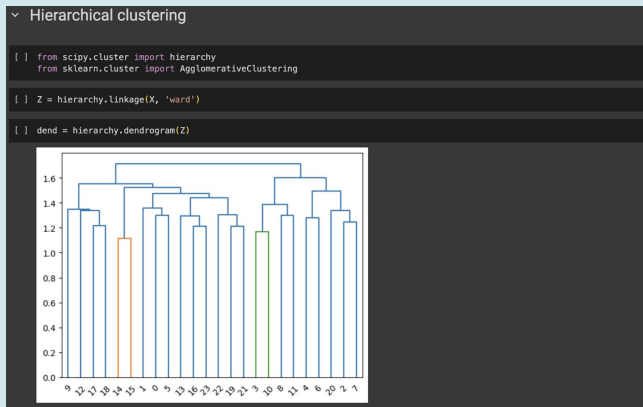 Hierarchical clustering
[ ] from scipy.cluster import hierarchy
from sklearn.cluster import AgglomerativeClustering
[ ] Z = hierarchy.linkage(X, 'ward')
[ ] dend = hierarchy.dendrogram(Z)
1.6
1.4
1.2
1.0
0.8
0.6
0.4
0.2
0.0
9 12 17 18 14 15 1 0 5 13 16 23 22 19 21 3 10 8 11 4 6 20 2 7